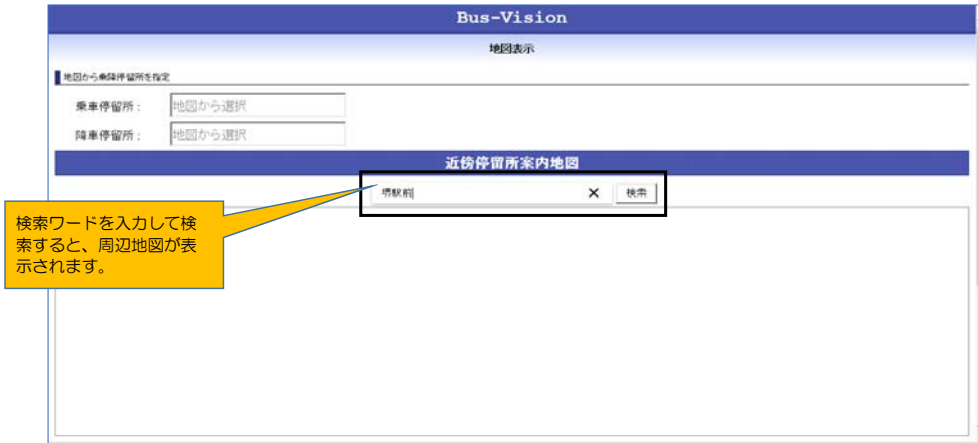 Bus-Vision
地図表示
地図から乗降停留所を指定
乗車停留所：
地図から選択
降車停留所：
地図から選択
近傍停留所案内地図
堺駅前
✕
検索
検索ワードを入力して検
索すると、周辺地図が表
示されます。